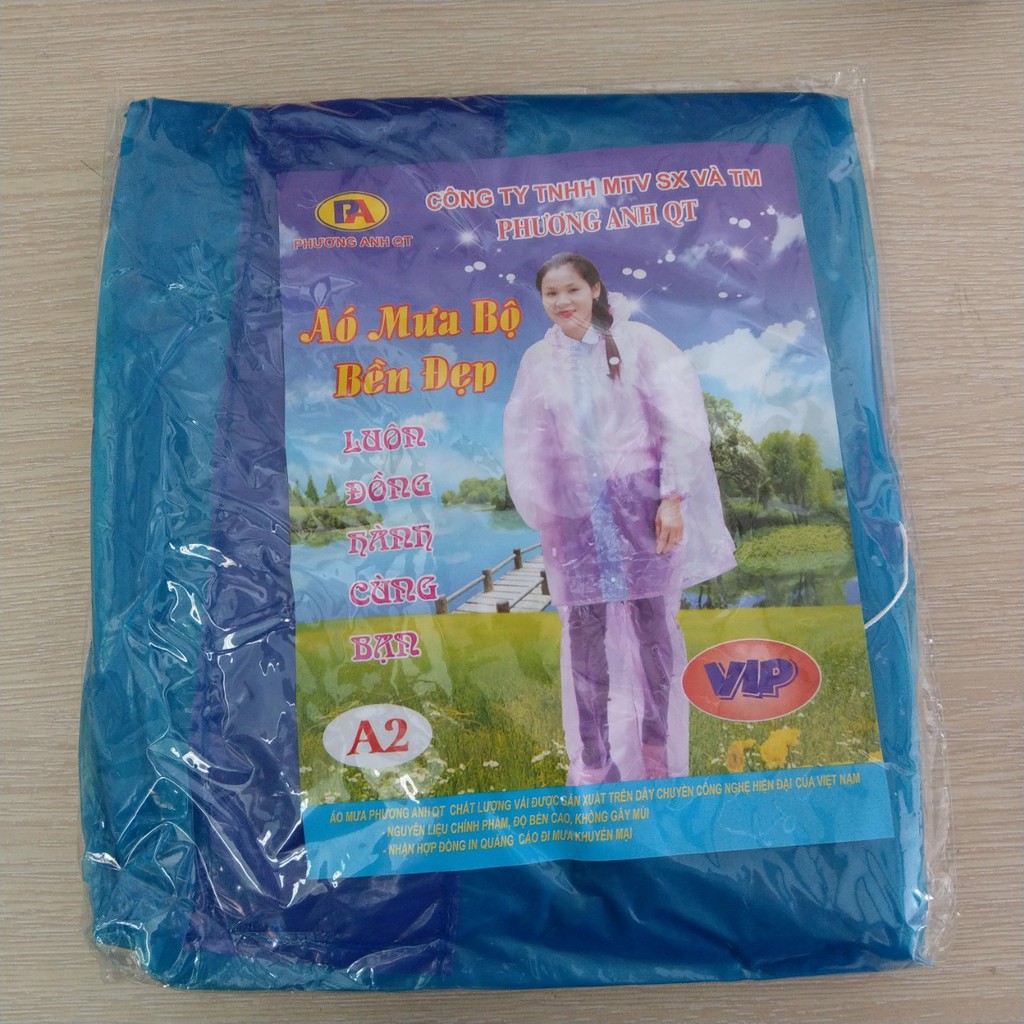 PA
PHƯƠNG ANH QT
CÔNG TY TNHH MTV SX VÀ TM
PHƯƠNG ANH QT
Aó Mưa Bộ
Bền Đẹp
LUÔN
ĐỒNG
HÀNH
CÙNG
BẠN
A2
VIP
ÁO MƯA PHƯƠNG ANH QT CHẤT LƯỢNG VẢI ĐƯỢC SẢN XUẤT TRÊN DÂY CHUYỀN CÔNG NGHỆ HIỆN ĐẠI CỦA VIỆT NAM
- NGUYÊN LIỆU CHÍNH PHẨM, ĐỘ BỀN CAO, KHÔNG GÂY MÙI
- NHẬN HỢP ĐỒNG IN QUẢNG CÁO ĐI MƯA KHUYẾN MẠI